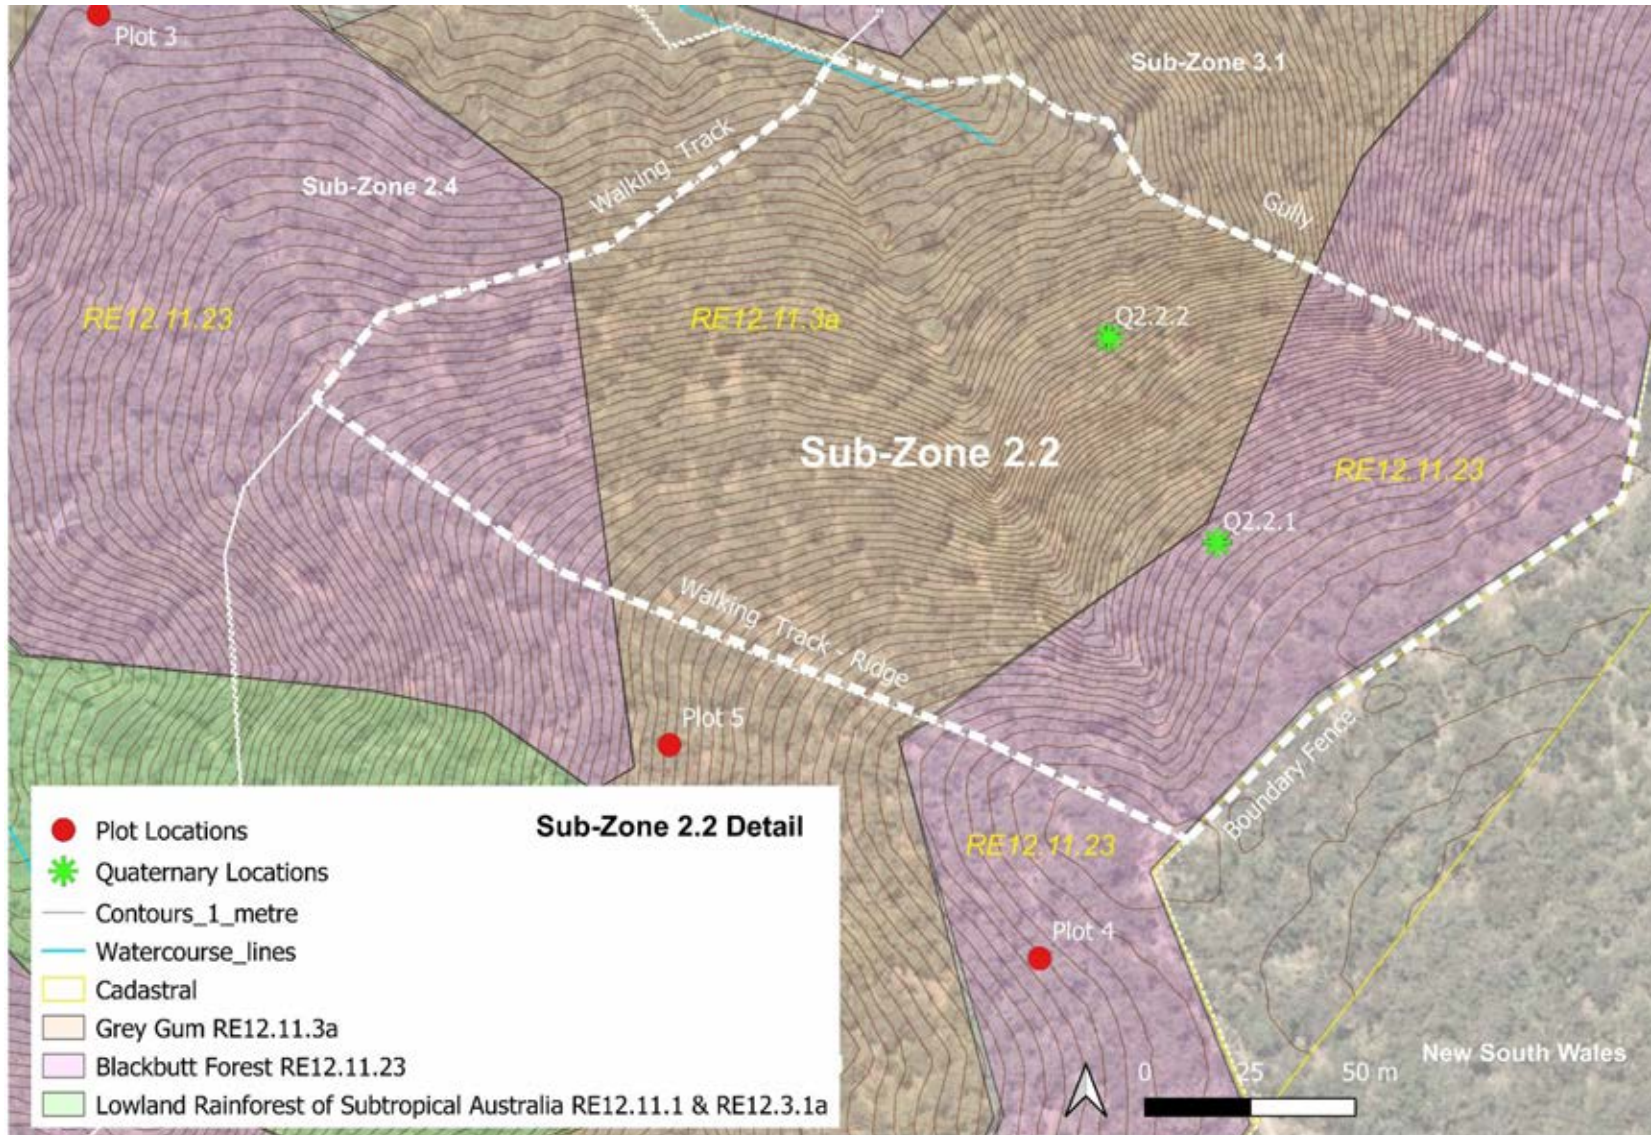 Plot 3
Sub-Zone 3.1
Walking Track
Sub-Zone 2.4
Gully
RE12.11.23
RE12.11.3a
Q2.2.2
Sub-Zone 2.2
RE12.11.23
Q2.2.1
Walking Track - Ridge
Plot 5
Boundary Fence
RE12.11.23
Plot 4
Sub-Zone 2.2 Detail
Plot Locations
Quaternary Locations
Contours_1_metre
Watercourse_lines
Cadastral
Grey Gum RE12.11.3a
Blackbutt Forest RE12.11.23
Lowland Rainforest of Subtropical Australia RE12.11.1 & RE12.3.1a
New South Wales
0 25 50 m